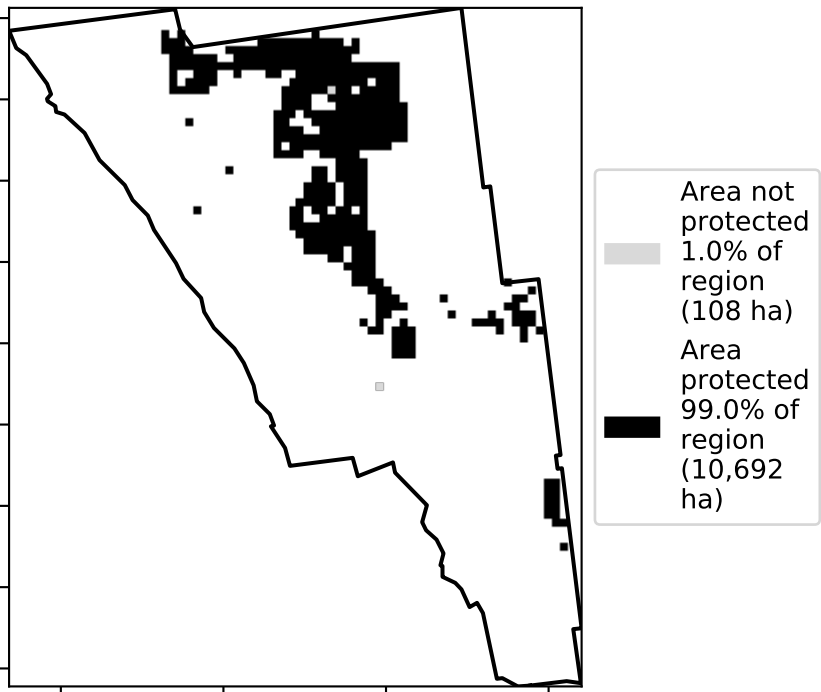 Area not
protected
1.0% of
region
(108 ha)
Area
protected
99.0% of
region
(10,692
ha)